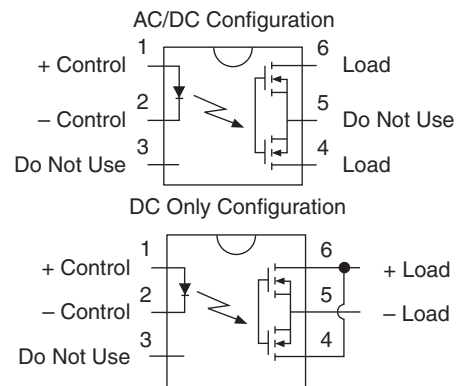 AC/DC Configuration
1
6
+ Control
Load
2
5
– Control
Do Not Use
3
4
Do Not Use
Load
DC Only Configuration
1
6
+ Control
+ Load
2
5
– Control
– Load
3
4
Do Not Use